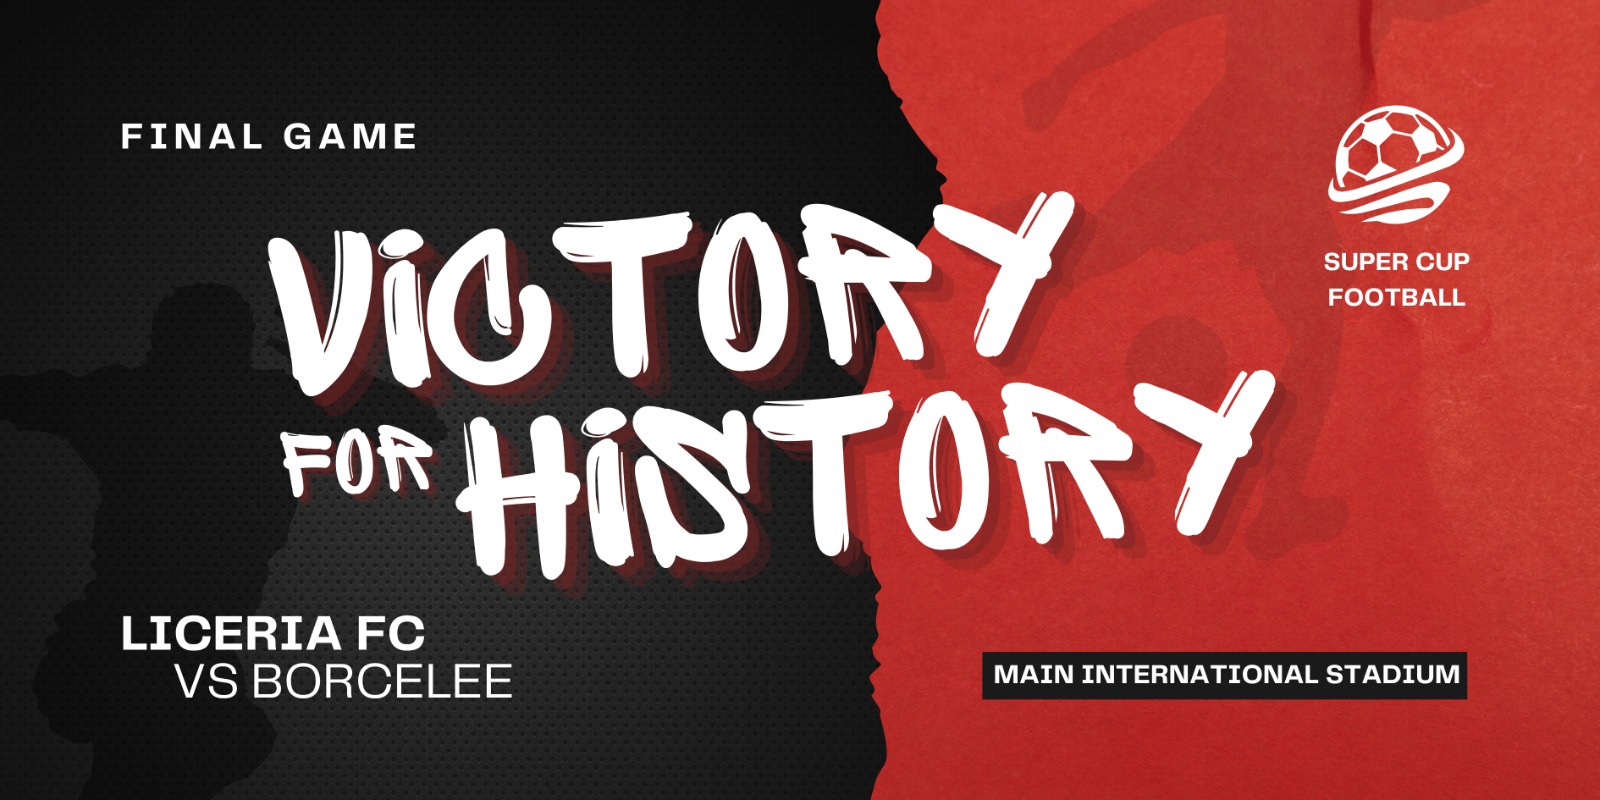 FINAL GAME
SUPER CUP
FOOTBALL
VICTORY
FOR HISTORY
LICERIA FC
VS BORCELEE
MAIN INTERNATIONAL STADIUM